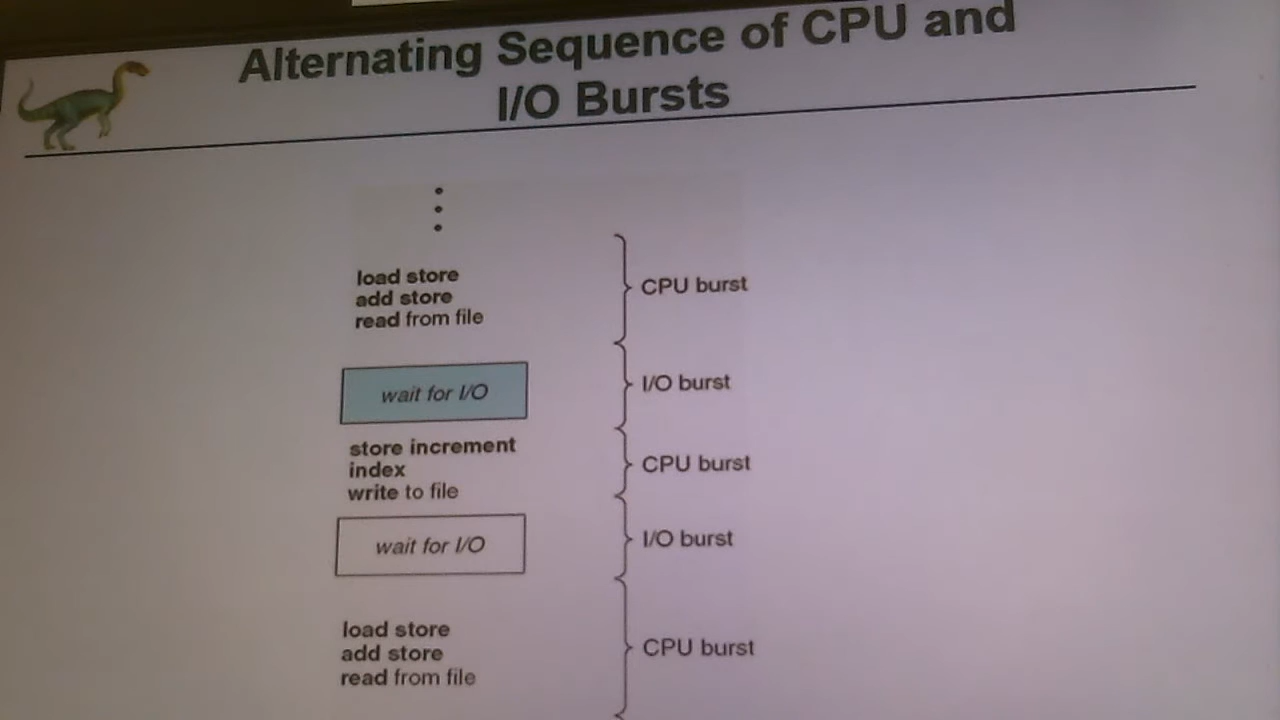 Alternating Sequence of CPU and
I/O Bursts
load store
add store
read from file
CPU burst
wait for I/O
I/O burst
store increment
index
write to file
CPU burst
wait for I/O
I/O burst
load store
add store
read from file
CPU burst